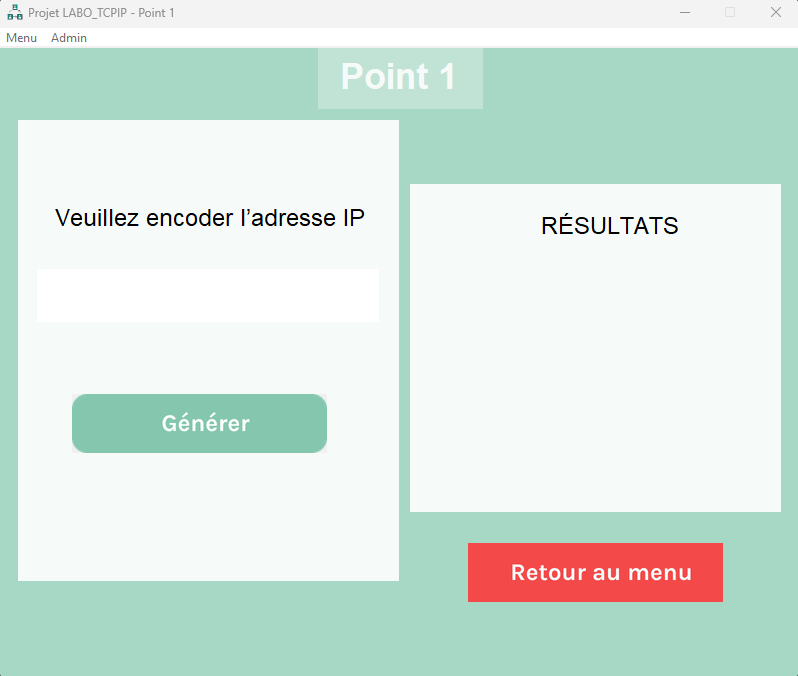 Projet LABO_TCPIP - Point 1
Menu Admin
Point 1
Veuillez encoder l’adresse IP
Générer
RÉSULTATS
Retour au menu